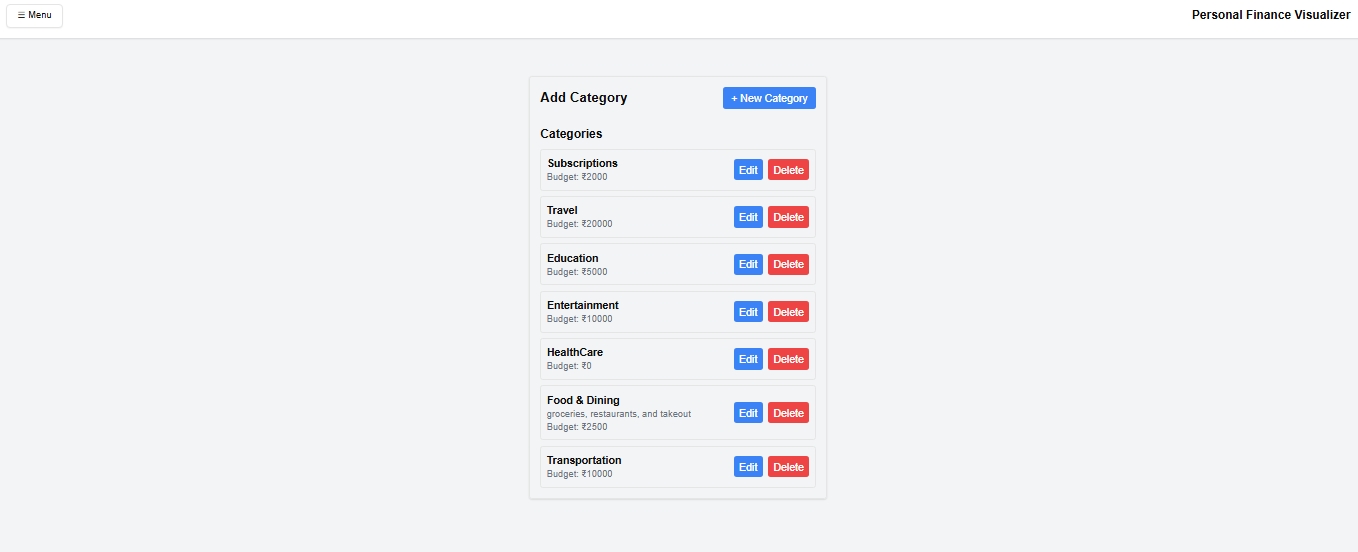 ☰ Menu
Personal Finance Visualizer
Add Category
+ New Category
Categories
Subscriptions
Budget: ₹2000
Edit
Delete
Travel
Budget: ₹20000
Edit
Delete
Education
Budget: ₹5000
Edit
Delete
Entertainment
Budget: ₹10000
Edit
Delete
HealthCare
Budget: ₹0
Edit
Delete
Food & Dining
groceries, restaurants, and takeout
Budget: ₹2500
Edit
Delete
Transportation
Budget: ₹10000
Edit
Delete